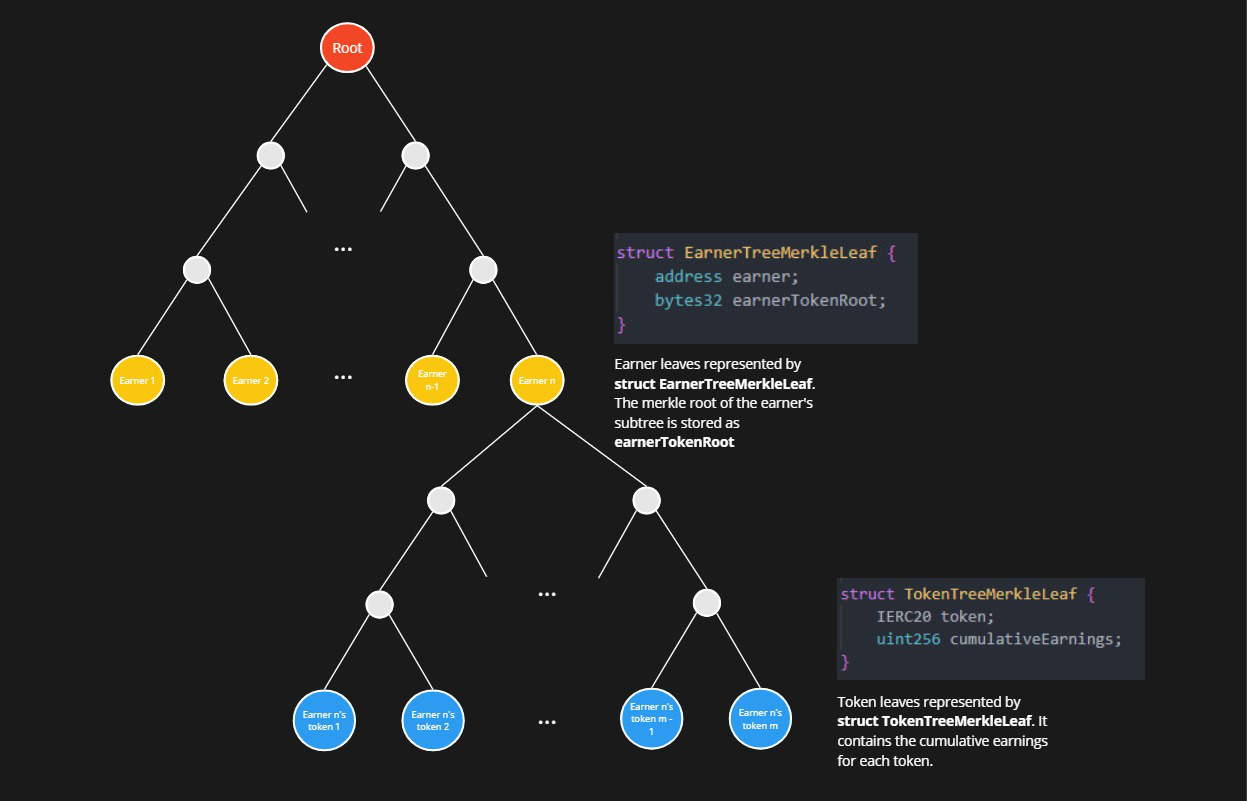 Root
...
struct EarnerTreeMerkleLeaf {
address earner;
bytes32 earnerTokenRoot;
}
Earner 1
Earner 2
...
Earner
n-1
Earner n
Earner leaves represented by
struct EarnerTreeMerkleLeaf.
The merkle root of the earner's
subtree is stored as
earnerTokenRoot
...
struct TokenTreeMerkleLeaf {
IERC20 token;
uint256 cumulativeEarnings;
}
Earner n's
token 1
Earner n's
token 2
...
Earner n's
token m -
1
Earner n's
token m
Token leaves represented by
struct TokenTreeMerkleLeaf. It
contains the cumulative earnings
for each token.